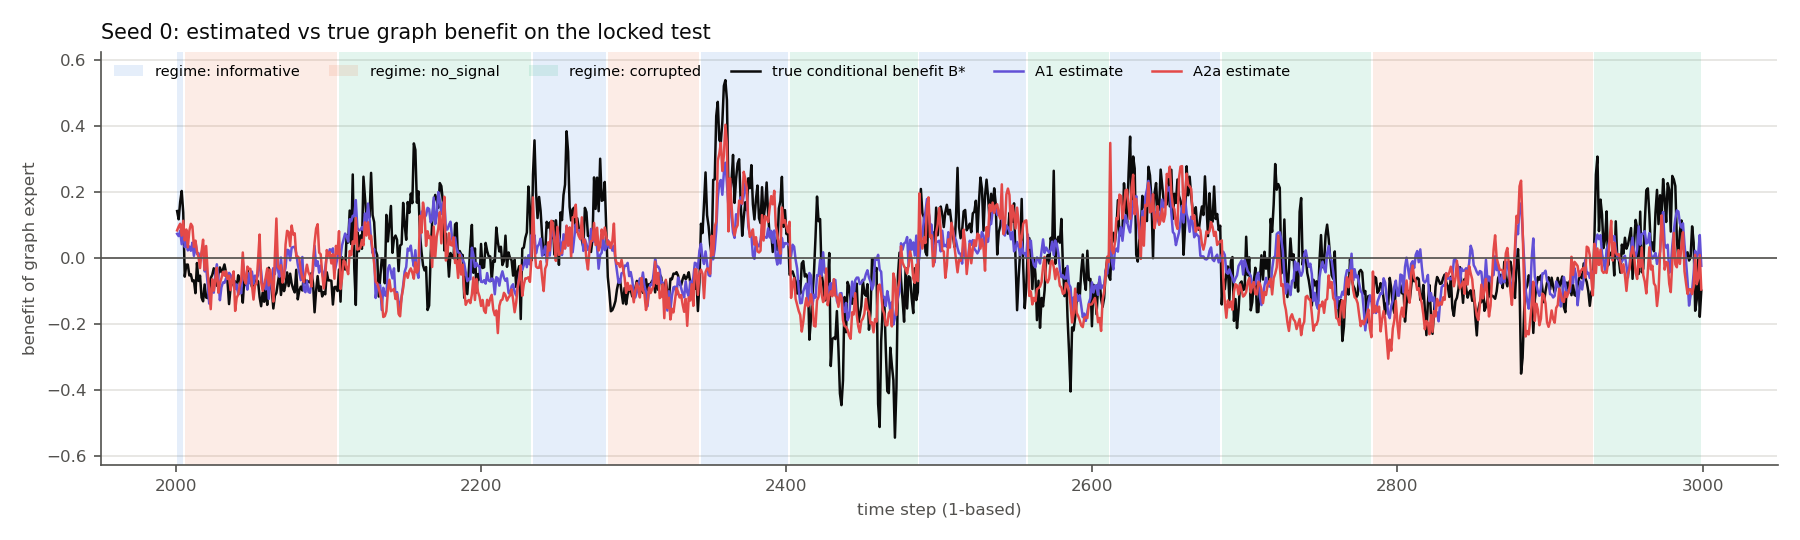 Seed 0: estimated vs true graph benefit on the locked test
regime: informative regime: no_signal regime: corrupted true conditional benefit B* A1 estimate A2a estimate
benefit of graph expert
0.6
0.4
0.2
0.0
−0.2
−0.4
−0.6
2000 2200 2400 2600 2800 3000
time step (1-based)